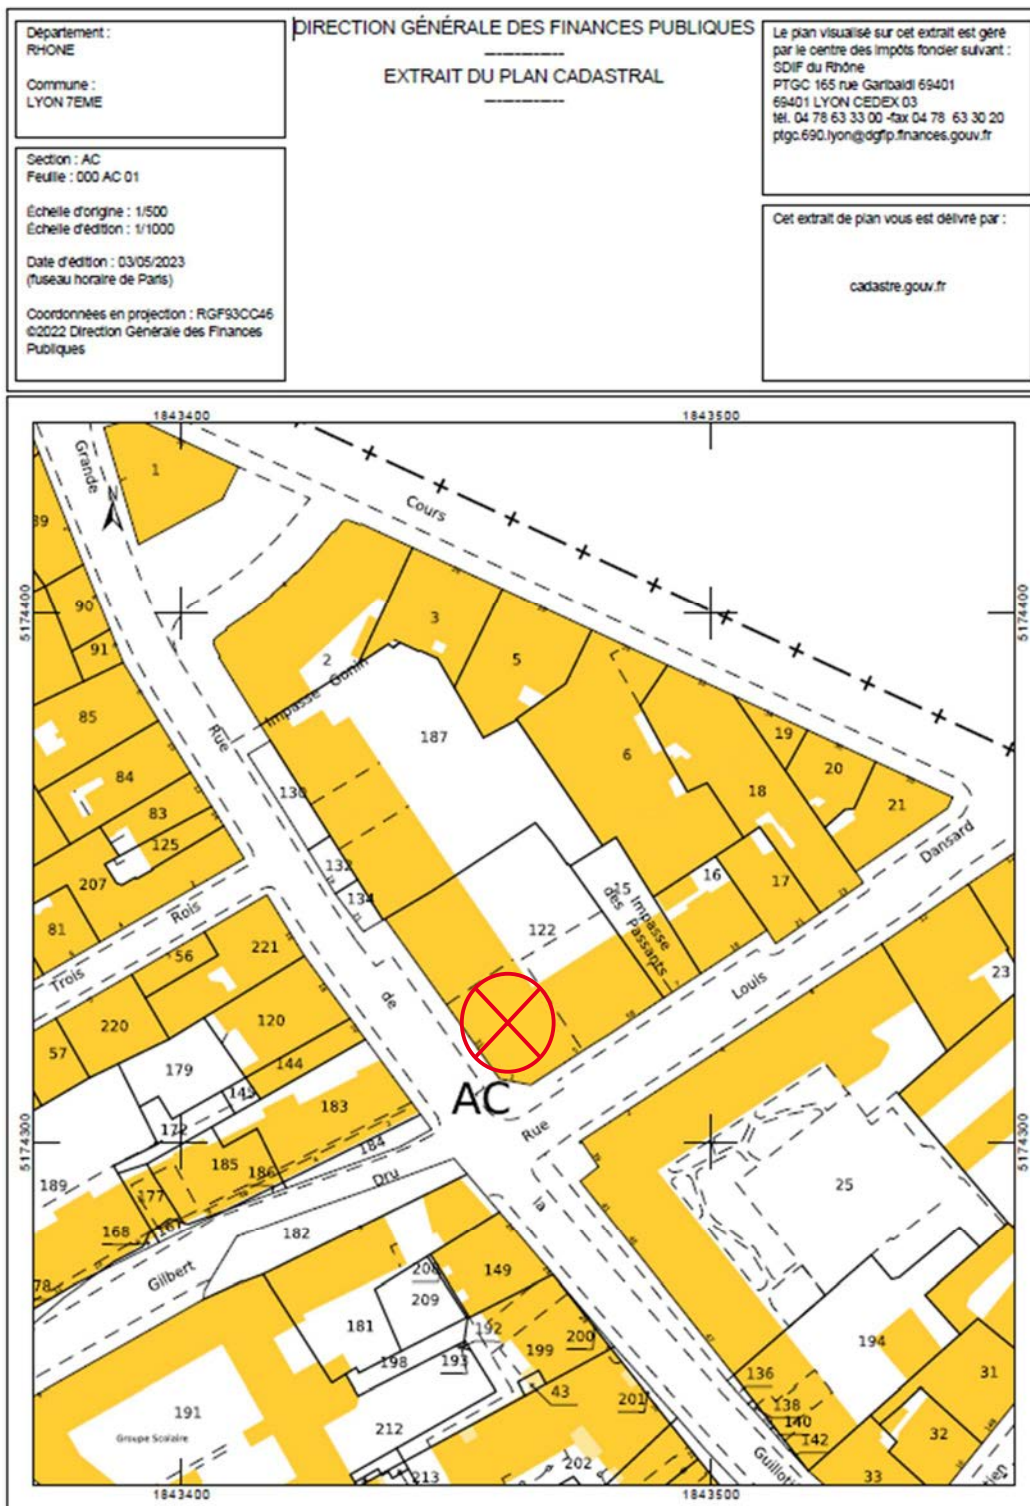 Département :
RHONE
Commune :
LYON 7EME
Section : AC
Feuille : 000 AC 01
Échelle d'origine : 1/500
Échelle d'édition : 1/1000
Date d'édition : 03/05/2023
(fuseau horaire de Paris)
Coordonnées en projection : RGF93CC46
©2022 Direction Générale des Finances
Publiques
DIRECTION GÉNÉRALE DES FINANCES PUBLIQUES
EXTRAIT DU PLAN CADASTRAL
Le plan visualisé sur cet extrait est géré
par le centre des impôts foncier suivant :
SDIF du Rhône
PTGC 165 rue Garibaldi 69401
69401 LYON CEDEX 03
tél. 04 78 63 33 00 -fax 04 78 63 30 20
ptgc.690.lyon@dgfip.finances.gouv.fr
Cet extrait de plan vous est délivré par :
cadastre.gouv.fr
1843400
1843500
5174400
5174400
Grande
N
1
Cours
89
90
91
2
3
5
Impasse Gonin
Rue
85
187
6
19
84
130
18
20
21
83
125
132
Dansard
207
134
15
16
17
Impasse
des Passants
81
Rois
122
56
221
Trois
de
Louis
23
220
120
57
179
144
145
183
AC
Rue
172
184
5174300
5174300
189
185
186
177
Dru
la
25
168
167
182
78
Gilbert
208
149
209
181
192
200
194
198
193
199
136
31
43
201
138
191
140
Groupe Scolaire
212
142
32
213
202
33
1843400
1843500